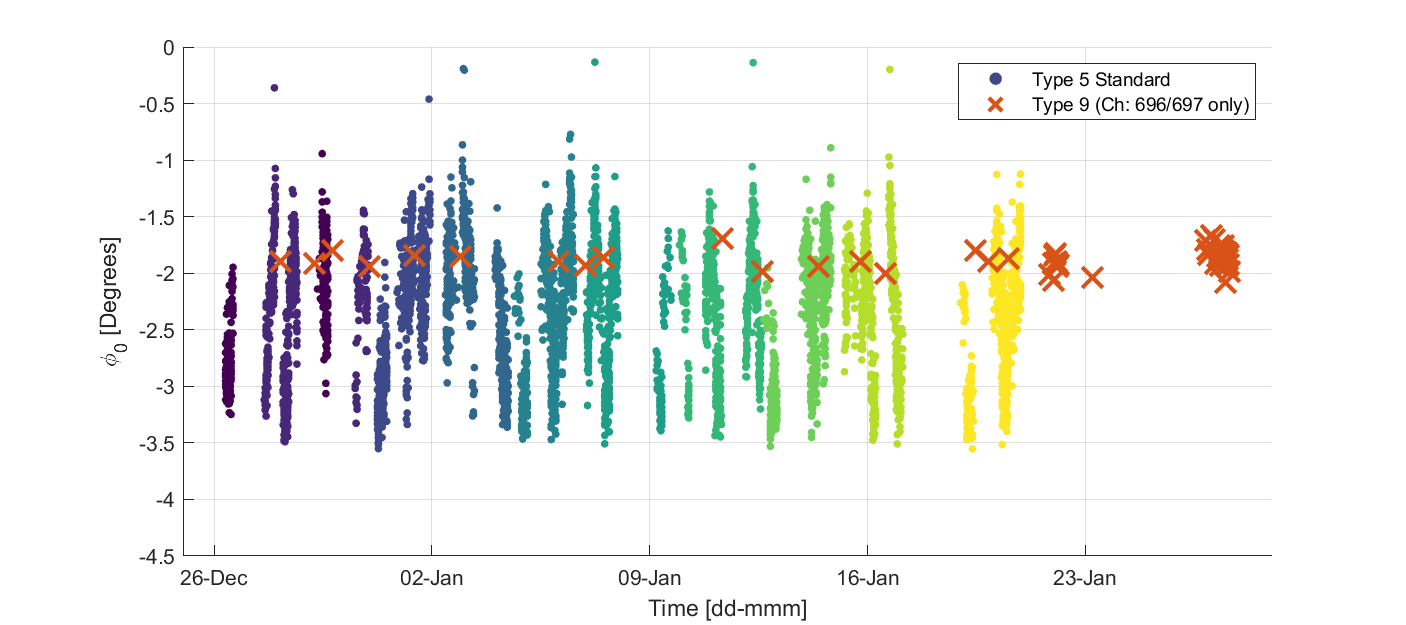 0
-0.5
-1
-1.5
-2
-2.5
-3
-3.5
-4
-4.5
ϕ0 [Degrees]
26-Dec 02-Jan 09-Jan 16-Jan 23-Jan
Time [dd-mmm]
Type 5 Standard
Type 9 (Ch: 696/697 only)